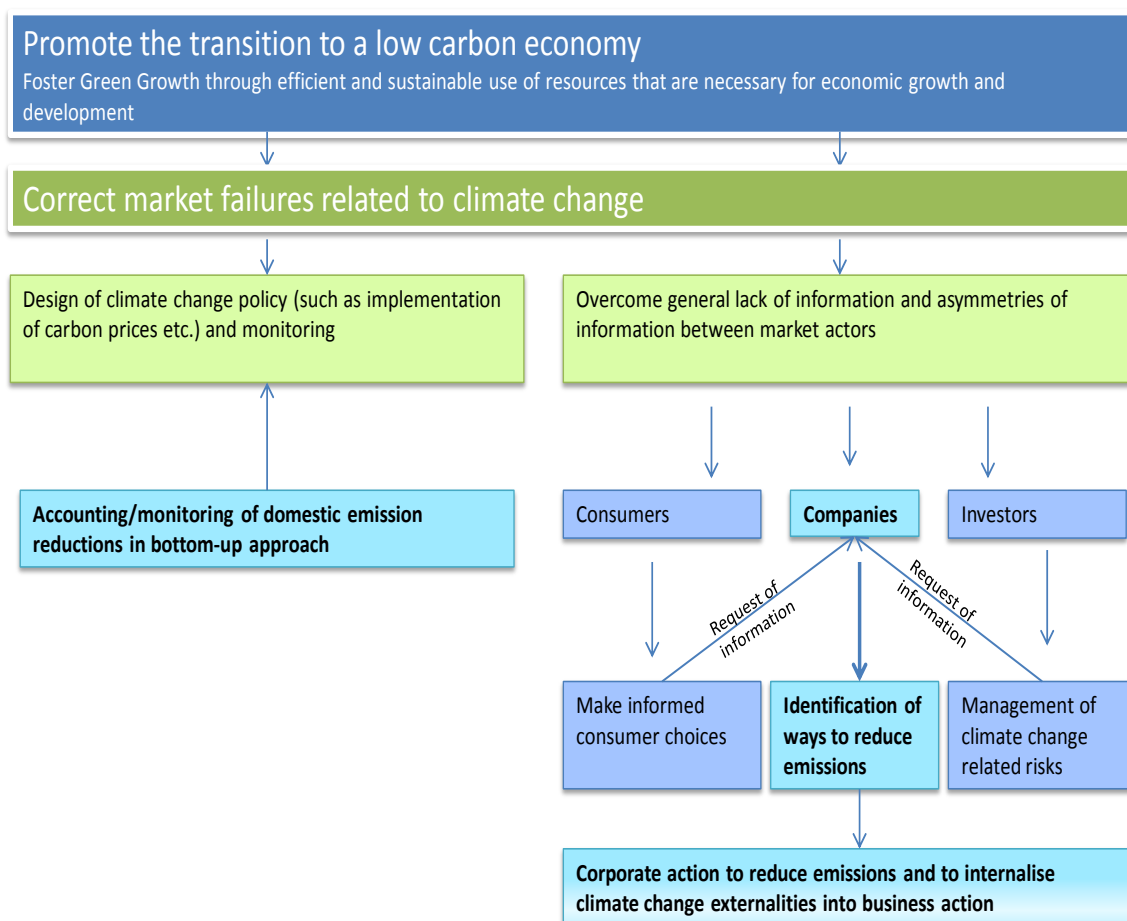 Promote the transition to a low carbon economy
Foster Green Growth through efficient and sustainable use of resources that are necessary for economic growth and
development
Correct market failures related to climate change
Design of climate change policy (such as implementation
of carbon prices etc.) and monitoring
Overcome general lack of information and asymmetries of
information between market actors
Accounting/monitoring of domestic emission
reductions in bottom-up approach
Consumers
Companies
Investors
Request of
information
Request of
information
Make informed
consumer choices
Identification of
ways to reduce
emissions
Management of
climate change
related risks
Corporate action to reduce emissions and to internalise
climate change externalities into business action